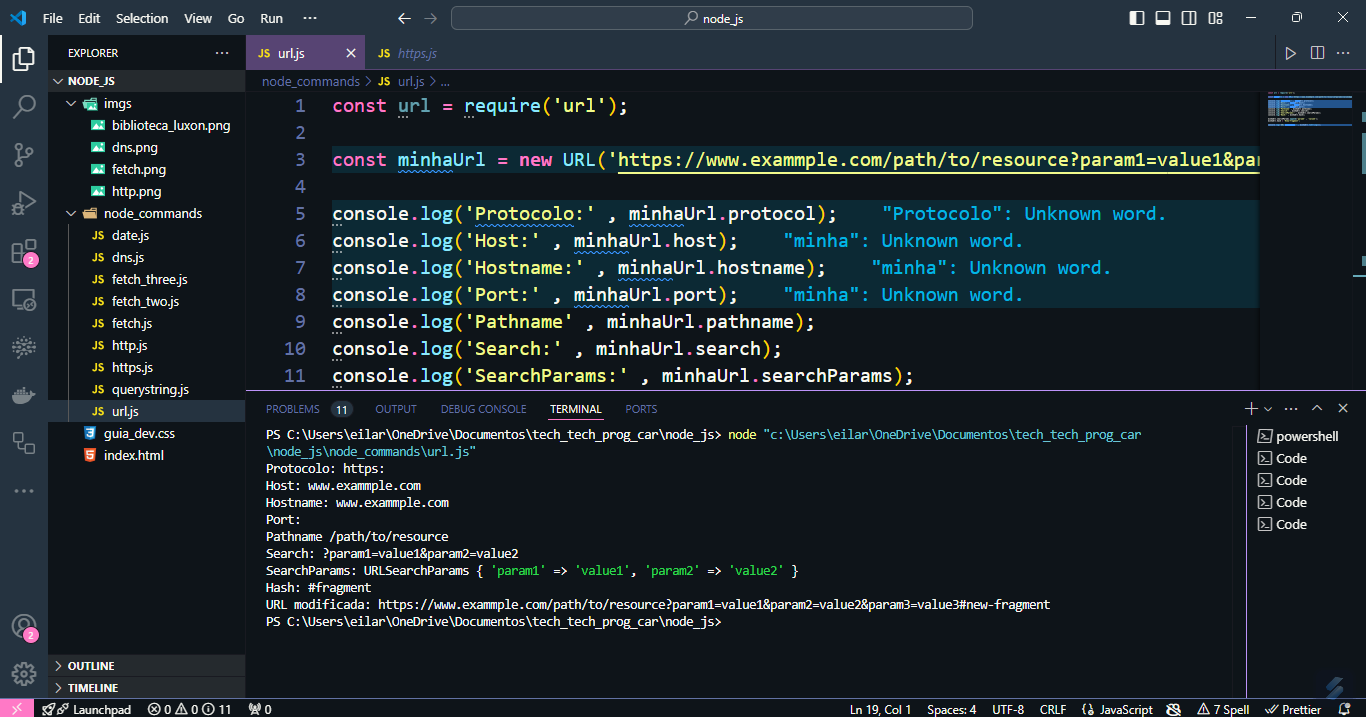 File Edit Selection View Go Run ··· node_js
EXPLORER ···
NODE_JS
imgs
biblioteca_luxon.png
dns.png
fetch.png
http.png
node_commands
JS date.js
JS dns.js
JS fetch_three.js
JS fetch_two.js
JS fetch.js
JS http.js
JS https.js
JS querystring.js
JS url.js
guia_dev.css
index.html
OUTLINE
TIMELINE
2
2
JS url.js JS https.js
node_commands > JS url.js > ...
1 const url = require('url');
2
3 const minhaUrl = new URL('https://www.exammple.com/path/to/resource?param1=value1&par
4
5 console.log('Protocolo:' , minhaUrl.protocol); "Protocolo": Unknown word.
6 console.log('Host:' , minhaUrl.host); "minha": Unknown word.
7 console.log('Hostname:' , minhaUrl.hostname); "minha": Unknown word.
8 console.log('Port:' , minhaUrl.port); "minha": Unknown word.
9 console.log('Pathname' , minhaUrl.pathname);
10 console.log('Search:' , minhaUrl.search);
11 console.log('SearchParams:' , minhaUrl.searchParams);
PROBLEMS 11 OUTPUT DEBUG CONSOLE TERMINAL PORTS
PS C:\Users\eilar\OneDrive\Documentos\tech_tech_prog_car\node_js> node "c:\Users\eilar\OneDrive\Documentos\tech_tech_prog_car
\node_js\node_commands\url.js"
Protocolo: https:
Host: www.exammple.com
Hostname: www.exammple.com
Port:
Pathname /path/to/resource
Search: ?param1=value1&param2=value2
SearchParams: URLSearchParams { 'param1' => 'value1', 'param2' => 'value2' }
Hash: #fragment
URL modificada: https://www.exammple.com/path/to/resource?param1=value1&param2=value2&param3=value3#new-fragment
PS C:\Users\eilar\OneDrive\Documentos\tech_tech_prog_car\node_js>
powershell
Code
Code
Code
Code
Launchpad 0 0 11 0 Ln 19, Col 1 Spaces: 4 UTF-8 CRLF {} JavaScript 7 Spell Prettier